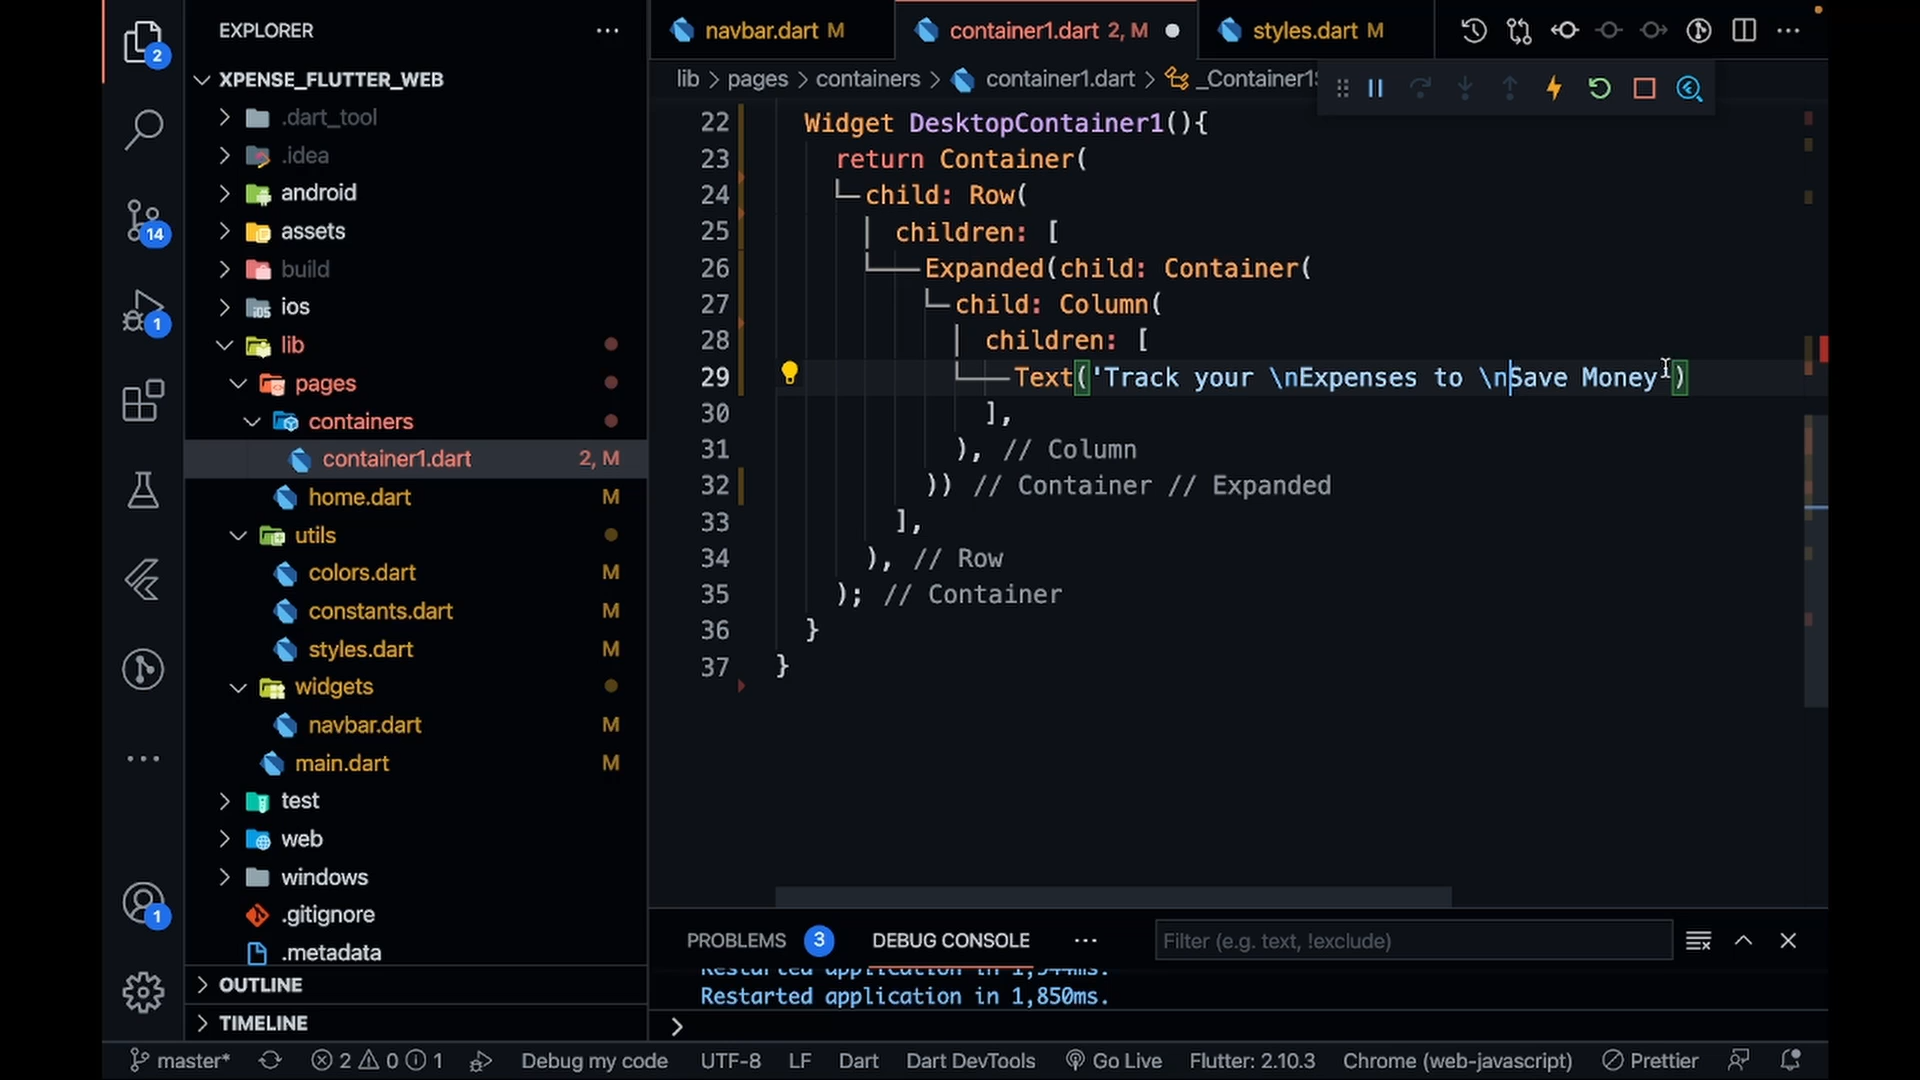 EXPLORER
XPENSE_FLUTTER_WEB
.dart_tool
.idea
android
assets
build
ios
lib
pages
containers
container1.dart 2, M
home.dart M
utils
colors.dart M
constants.dart M
styles.dart M
widgets
navbar.dart M
main.dart M
test
web
windows
.gitignore
.metadata
OUTLINE
TIMELINE
2
14
1
1
navbar.dart M
container1.dart 2, M
styles.dart M
lib > pages > containers > container1.dart >
22 Widget DesktopContainer1(){
23 return Container(
24 child: Row(
25 children: [
26 Expanded(child: Container(
27 child: Column(
28 children: [
29 Text('Track your \nExpenses to \nSave Money')
30 ],
31 ), // Column
32 )) // Container // Expanded
33 ],
34 ), // Row
35 ); // Container
36 }
37 }
PROBLEMS 3 DEBUG CONSOLE Filter (e.g. text, !exclude)
Restarted application in 1,850ms.
>
master* 2 0 1 Debug my code UTF-8 LF Dart Dart DevTools Go Live Flutter: 2.10.3 Chrome (web-javascript) Prettier